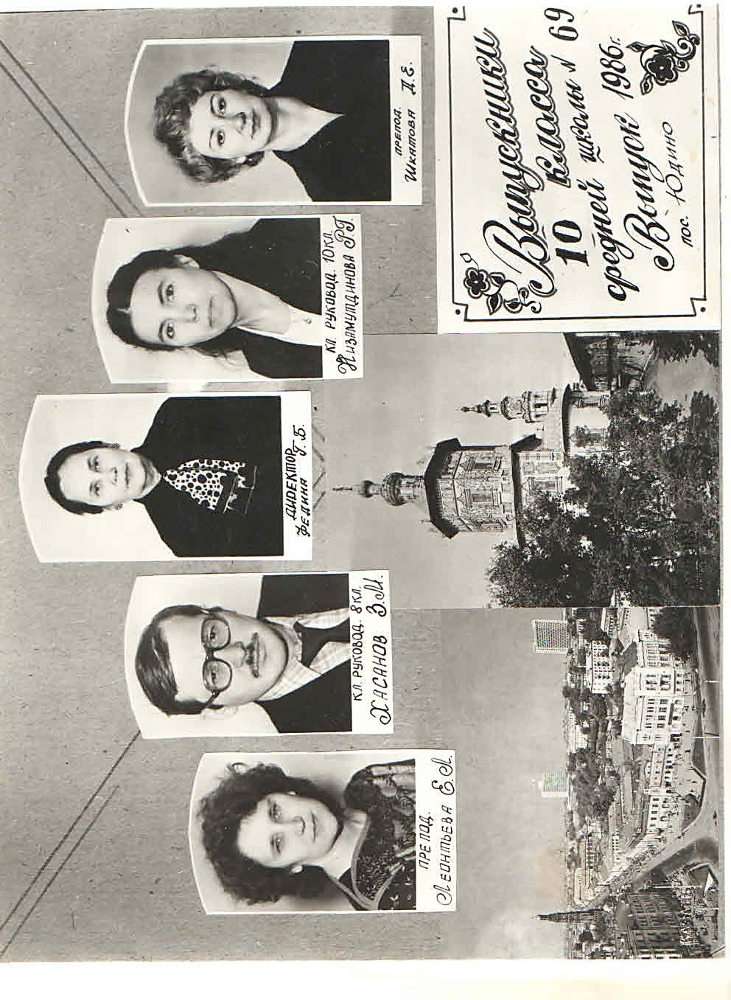 ПРЕПОД.
ЛЕОНТЬЕВА Е.Л.
КЛ. РУКОВОД. 8 КЛ.
ХАСАНОВ З.М.
ДИРЕКТОР
ФЕДИНА Г.Б.
КЛ. РУКОВОД. 10 КЛ.
НИЗАМУТДИНОВА Р.Г.
ПРЕПОД.
ШКАТОВА Д.Е.
Выпускники
10 класса
средней школы № 69
Выпуск 1986 г.
пос. Юдино
КАЗАНЬ